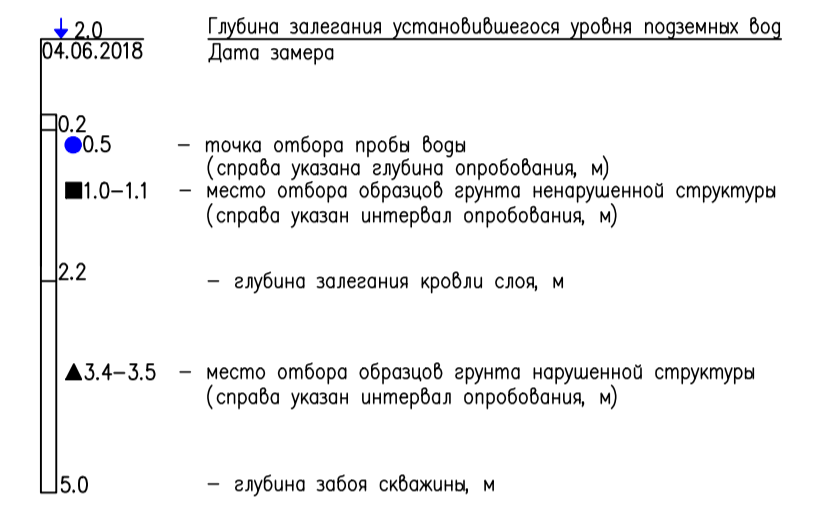 2.0 Глубина залегания установившегося уровня подземных вод
04.06.2018 Дата замера
0.2
0.5 – точка отбора пробы воды
(справа указана глубина опробования, м)
1.0–1.1 – место отбора образцов грунта ненарушенной структуры
(справа указан интервал опробования, м)
2.2 – глубина залегания кровли слоя, м
3.4–3.5 – место отбора образцов грунта нарушенной структуры
(справа указан интервал опробования, м)
5.0 – глубина забоя скважины, м